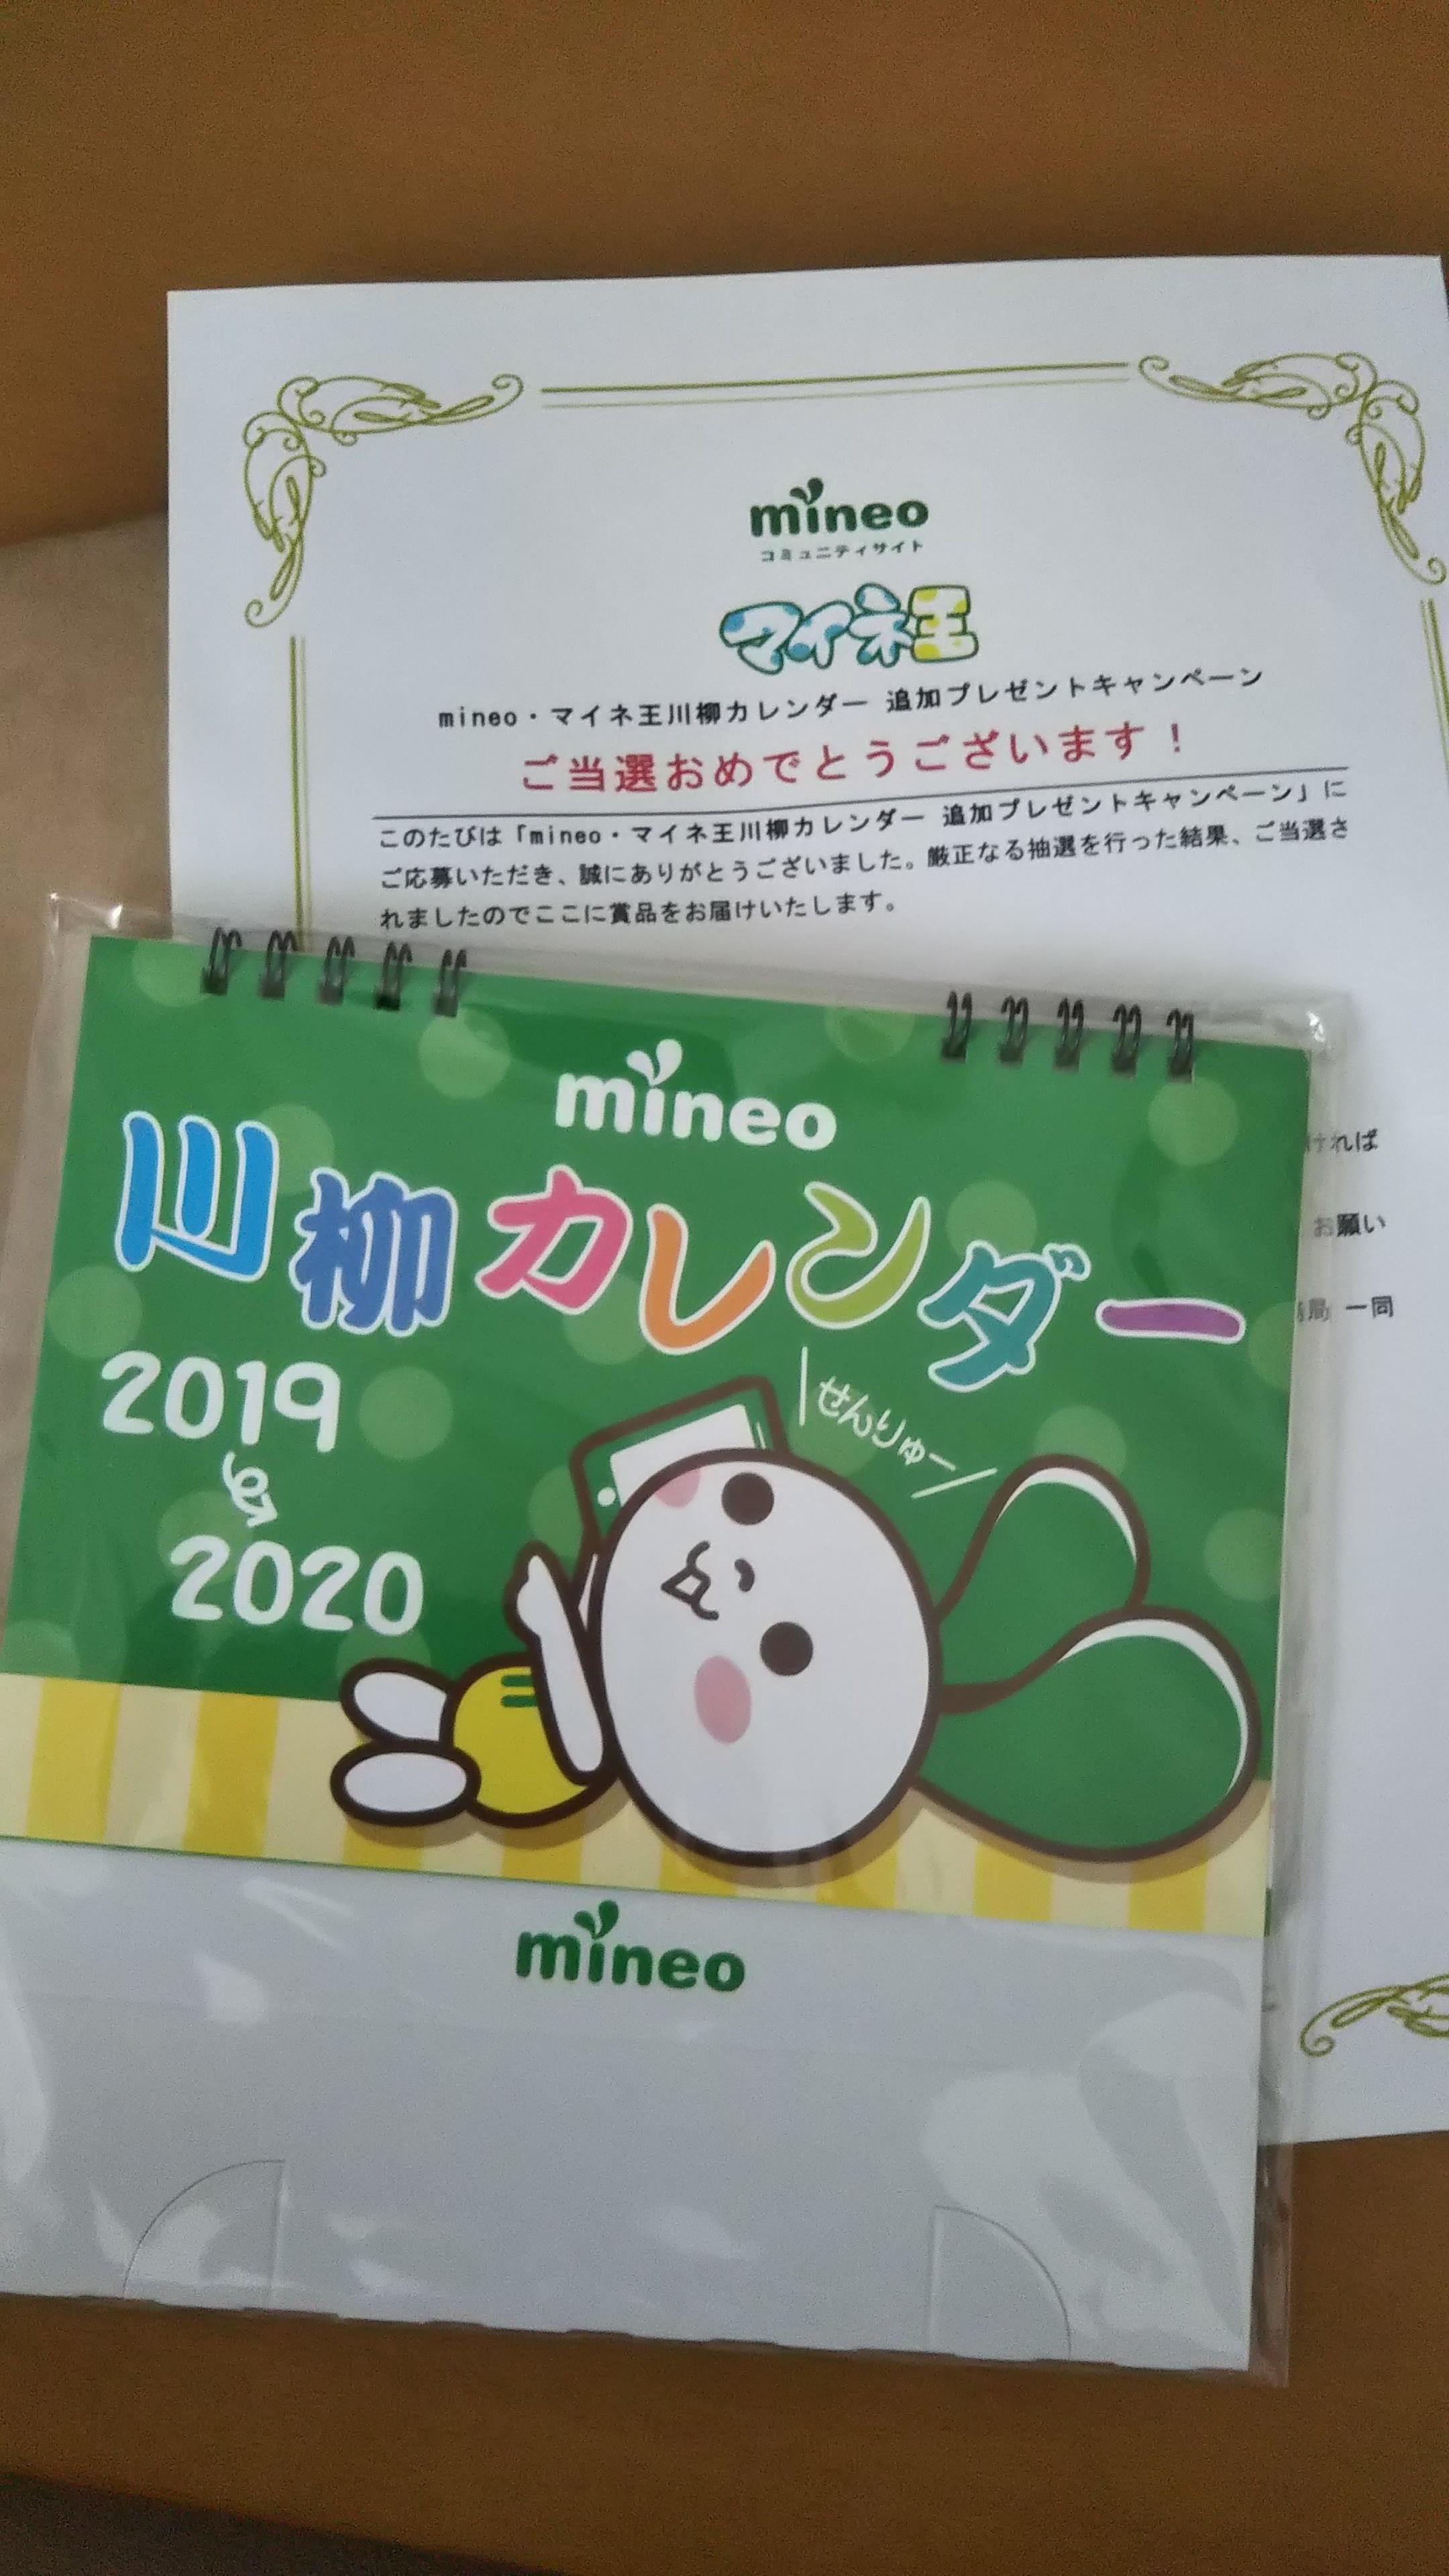 mineo
コミュニティサイト
マイネ王
mineo・マイネ王川柳カレンダー 追加プレゼントキャンペーン
ご当選おめでとうございます！
このたびは「mineo・マイネ王川柳カレンダー 追加プレゼントキャンペーン」に
ご応募いただき、誠にありがとうございました。厳正なる抽選を行った結果、ご当選さ
れましたのでここに賞品をお届けいたします。
ければ
お願い
局 一同
mineo
川柳カレンダー
2019
2020
せんりゅー
mineo